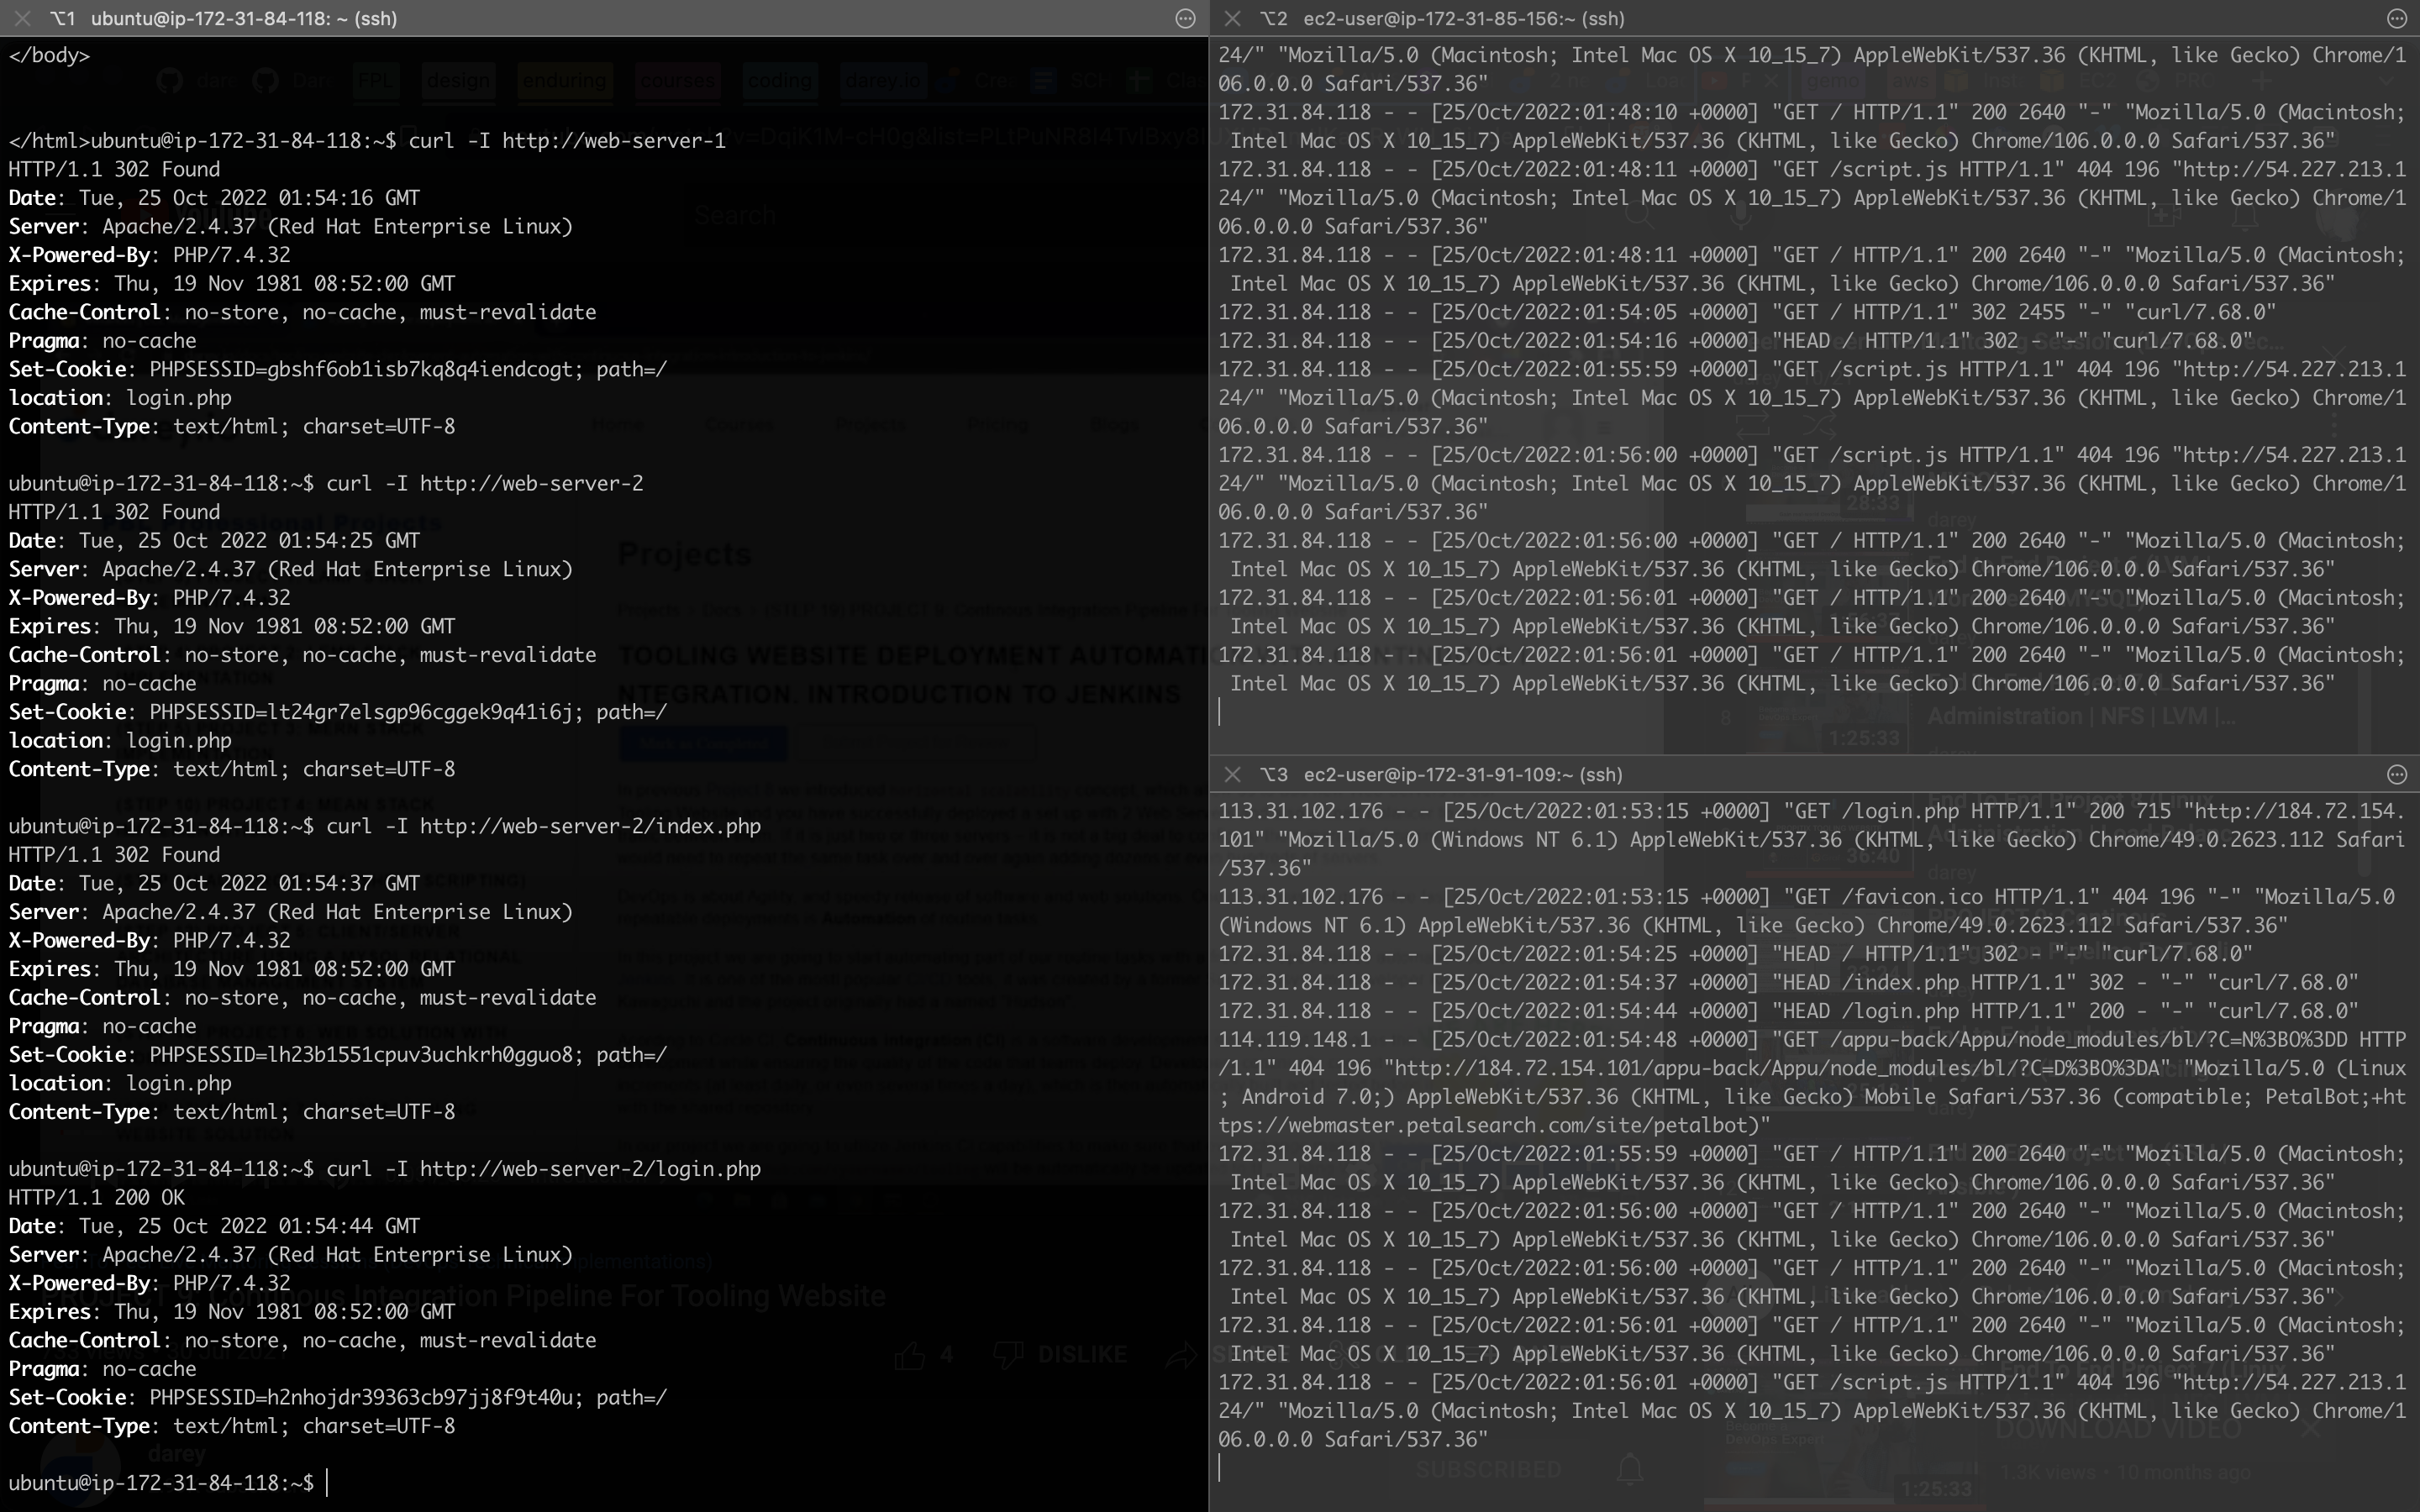 ⌥1 ubuntu@ip-172-31-84-118: ~ (ssh)
</body>
</html>ubuntu@ip-172-31-84-118:~$ curl -I http://web-server-1
HTTP/1.1 302 Found
Date: Tue, 25 Oct 2022 01:54:16 GMT
Server: Apache/2.4.37 (Red Hat Enterprise Linux)
X-Powered-By: PHP/7.4.32
Expires: Thu, 19 Nov 1981 08:52:00 GMT
Cache-Control: no-store, no-cache, must-revalidate
Pragma: no-cache
Set-Cookie: PHPSESSID=gbshf6ob1isb7kq8q4iendcogt; path=/
location: login.php
Content-Type: text/html; charset=UTF-8
ubuntu@ip-172-31-84-118:~$ curl -I http://web-server-2
HTTP/1.1 302 Found
Date: Tue, 25 Oct 2022 01:54:25 GMT
Server: Apache/2.4.37 (Red Hat Enterprise Linux)
X-Powered-By: PHP/7.4.32
Expires: Thu, 19 Nov 1981 08:52:00 GMT
Cache-Control: no-store, no-cache, must-revalidate
Pragma: no-cache
Set-Cookie: PHPSESSID=lt24gr7elsgp96cggek9q41i6j; path=/
location: login.php
Content-Type: text/html; charset=UTF-8
ubuntu@ip-172-31-84-118:~$ curl -I http://web-server-2/index.php
HTTP/1.1 302 Found
Date: Tue, 25 Oct 2022 01:54:37 GMT
Server: Apache/2.4.37 (Red Hat Enterprise Linux)
X-Powered-By: PHP/7.4.32
Expires: Thu, 19 Nov 1981 08:52:00 GMT
Cache-Control: no-store, no-cache, must-revalidate
Pragma: no-cache
Set-Cookie: PHPSESSID=lh23b1551cpuv3uchkrh0gguo8; path=/
location: login.php
Content-Type: text/html; charset=UTF-8
ubuntu@ip-172-31-84-118:~$ curl -I http://web-server-2/login.php
HTTP/1.1 200 OK
Date: Tue, 25 Oct 2022 01:54:44 GMT
Server: Apache/2.4.37 (Red Hat Enterprise Linux)
X-Powered-By: PHP/7.4.32
Expires: Thu, 19 Nov 1981 08:52:00 GMT
Cache-Control: no-store, no-cache, must-revalidate
Pragma: no-cache
Set-Cookie: PHPSESSID=h2nhojdr39363cb97jj8f9t40u; path=/
Content-Type: text/html; charset=UTF-8
ubuntu@ip-172-31-84-118:~$
⌥2 ec2-user@ip-172-31-85-156:~ (ssh)
24/" "Mozilla/5.0 (Macintosh; Intel Mac OS X 10_15_7) AppleWebKit/537.36 (KHTML, like Gecko) Chrome/1
06.0.0.0 Safari/537.36"
172.31.84.118 - - [25/Oct/2022:01:48:10 +0000] "GET / HTTP/1.1" 200 2640 "-" "Mozilla/5.0 (Macintosh;
Intel Mac OS X 10_15_7) AppleWebKit/537.36 (KHTML, like Gecko) Chrome/106.0.0.0 Safari/537.36"
172.31.84.118 - - [25/Oct/2022:01:48:11 +0000] "GET /script.js HTTP/1.1" 404 196 "http://54.227.213.1
24/" "Mozilla/5.0 (Macintosh; Intel Mac OS X 10_15_7) AppleWebKit/537.36 (KHTML, like Gecko) Chrome/1
06.0.0.0 Safari/537.36"
172.31.84.118 - - [25/Oct/2022:01:48:11 +0000] "GET / HTTP/1.1" 200 2640 "-" "Mozilla/5.0 (Macintosh;
Intel Mac OS X 10_15_7) AppleWebKit/537.36 (KHTML, like Gecko) Chrome/106.0.0.0 Safari/537.36"
172.31.84.118 - - [25/Oct/2022:01:54:05 +0000] "GET / HTTP/1.1" 302 2455 "-" "curl/7.68.0"
172.31.84.118 - - [25/Oct/2022:01:54:16 +0000] "HEAD / HTTP/1.1" 302 - "-" "curl/7.68.0"
172.31.84.118 - - [25/Oct/2022:01:55:59 +0000] "GET /script.js HTTP/1.1" 404 196 "http://54.227.213.1
24/" "Mozilla/5.0 (Macintosh; Intel Mac OS X 10_15_7) AppleWebKit/537.36 (KHTML, like Gecko) Chrome/1
06.0.0.0 Safari/537.36"
172.31.84.118 - - [25/Oct/2022:01:56:00 +0000] "GET /script.js HTTP/1.1" 404 196 "http://54.227.213.1
24/" "Mozilla/5.0 (Macintosh; Intel Mac OS X 10_15_7) AppleWebKit/537.36 (KHTML, like Gecko) Chrome/1
06.0.0.0 Safari/537.36"
172.31.84.118 - - [25/Oct/2022:01:56:00 +0000] "GET / HTTP/1.1" 200 2640 "-" "Mozilla/5.0 (Macintosh;
Intel Mac OS X 10_15_7) AppleWebKit/537.36 (KHTML, like Gecko) Chrome/106.0.0.0 Safari/537.36"
172.31.84.118 - - [25/Oct/2022:01:56:01 +0000] "GET / HTTP/1.1" 200 2640 "-" "Mozilla/5.0 (Macintosh;
Intel Mac OS X 10_15_7) AppleWebKit/537.36 (KHTML, like Gecko) Chrome/106.0.0.0 Safari/537.36"
172.31.84.118 - - [25/Oct/2022:01:56:01 +0000] "GET / HTTP/1.1" 200 2640 "-" "Mozilla/5.0 (Macintosh;
Intel Mac OS X 10_15_7) AppleWebKit/537.36 (KHTML, like Gecko) Chrome/106.0.0.0 Safari/537.36"
⌥3 ec2-user@ip-172-31-91-109:~ (ssh)
113.31.102.176 - - [25/Oct/2022:01:53:15 +0000] "GET /login.php HTTP/1.1" 200 715 "http://184.72.154.
101" "Mozilla/5.0 (Windows NT 6.1) AppleWebKit/537.36 (KHTML, like Gecko) Chrome/49.0.2623.112 Safari
/537.36"
113.31.102.176 - - [25/Oct/2022:01:53:15 +0000] "GET /favicon.ico HTTP/1.1" 404 196 "-" "Mozilla/5.0
(Windows NT 6.1) AppleWebKit/537.36 (KHTML, like Gecko) Chrome/49.0.2623.112 Safari/537.36"
172.31.84.118 - - [25/Oct/2022:01:54:25 +0000] "HEAD / HTTP/1.1" 302 - "-" "curl/7.68.0"
172.31.84.118 - - [25/Oct/2022:01:54:37 +0000] "HEAD /index.php HTTP/1.1" 302 - "-" "curl/7.68.0"
172.31.84.118 - - [25/Oct/2022:01:54:44 +0000] "HEAD /login.php HTTP/1.1" 200 - "-" "curl/7.68.0"
114.119.148.1 - - [25/Oct/2022:01:54:48 +0000] "GET /appu-back/Appu/node_modules/bl/?C=N%3BO%3DD HTTP
/1.1" 404 196 "http://184.72.154.101/appu-back/Appu/node_modules/bl/?C=D%3BO%3DA" "Mozilla/5.0 (Linux
; Android 7.0;) AppleWebKit/537.36 (KHTML, like Gecko) Mobile Safari/537.36 (compatible; PetalBot;+ht
tps://webmaster.petalsearch.com/site/petalbot)"
172.31.84.118 - - [25/Oct/2022:01:55:59 +0000] "GET / HTTP/1.1" 200 2640 "-" "Mozilla/5.0 (Macintosh;
Intel Mac OS X 10_15_7) AppleWebKit/537.36 (KHTML, like Gecko) Chrome/106.0.0.0 Safari/537.36"
172.31.84.118 - - [25/Oct/2022:01:56:00 +0000] "GET / HTTP/1.1" 200 2640 "-" "Mozilla/5.0 (Macintosh;
Intel Mac OS X 10_15_7) AppleWebKit/537.36 (KHTML, like Gecko) Chrome/106.0.0.0 Safari/537.36"
172.31.84.118 - - [25/Oct/2022:01:56:00 +0000] "GET / HTTP/1.1" 200 2640 "-" "Mozilla/5.0 (Macintosh;
Intel Mac OS X 10_15_7) AppleWebKit/537.36 (KHTML, like Gecko) Chrome/106.0.0.0 Safari/537.36"
172.31.84.118 - - [25/Oct/2022:01:56:01 +0000] "GET / HTTP/1.1" 200 2640 "-" "Mozilla/5.0 (Macintosh;
Intel Mac OS X 10_15_7) AppleWebKit/537.36 (KHTML, like Gecko) Chrome/106.0.0.0 Safari/537.36"
172.31.84.118 - - [25/Oct/2022:01:56:01 +0000] "GET /script.js HTTP/1.1" 404 196 "http://54.227.213.1
24/" "Mozilla/5.0 (Macintosh; Intel Mac OS X 10_15_7) AppleWebKit/537.36 (KHTML, like Gecko) Chrome/1
06.0.0.0 Safari/537.36"